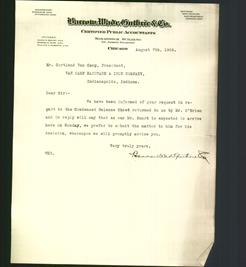 Barrow, Wade, Guthrie & Co.
Certified Public Accountants
Chicago
August 7th, 1908.
Mr. Cortland Van Camp, President,
VAN CAMP HARDWARE & IRON COMPANY,
Indianapolis, Indiana.
Dear Sir:-
We have been informed of your request in re-
gard to the Condensed Balance Sheet returned to us by Mr. O'Brien
and in reply will say that as our Mr. is expected to arrive
here on Monday, we prefer to submit the matter to him for his
decision, whereupon we will promptly advise you.
Very truly yours,
Barrow, Wade, Guthrie & Co.